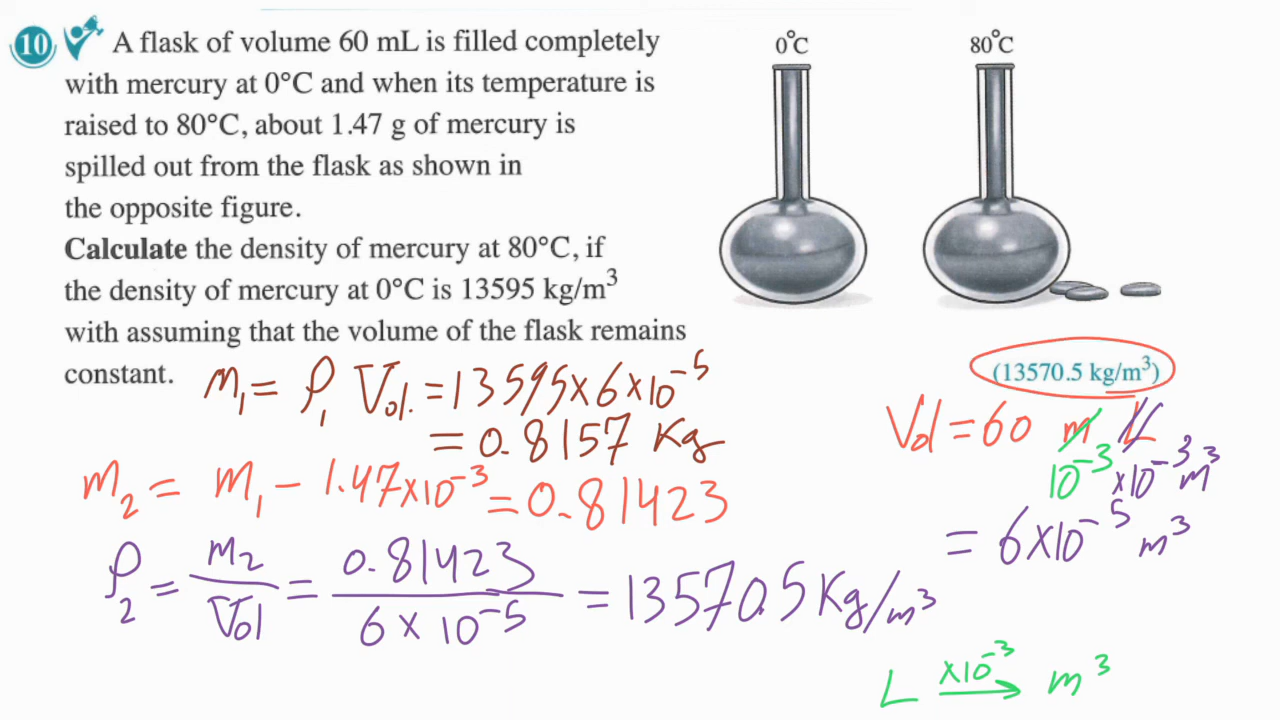 10 A flask of volume 60 mL is filled completely
with mercury at 0°C and when its temperature is
raised to 80°C, about 1.47 g of mercury is
spilled out from the flask as shown in
the opposite figure.
Calculate the density of mercury at 80°C, if
the density of mercury at 0°C is 13595 kg/m³
with assuming that the volume of the flask remains
constant.
0°C
80°C
(13570.5 kg/m³)
m₁ = ρ₁ Vol. = 13595×6×10⁻⁵
= 0.8157 Kg
m₂ = m₁ - 1.47×10⁻³ = 0.81423
ρ₂ = m₂/Vol = 0.81423/6×10⁻⁵ = 13570.5 Kg/m³
Vol = 60 m L
10⁻³ ×10⁻³ m³
= 6×10⁻⁵ m³
L ×10⁻³ → m³